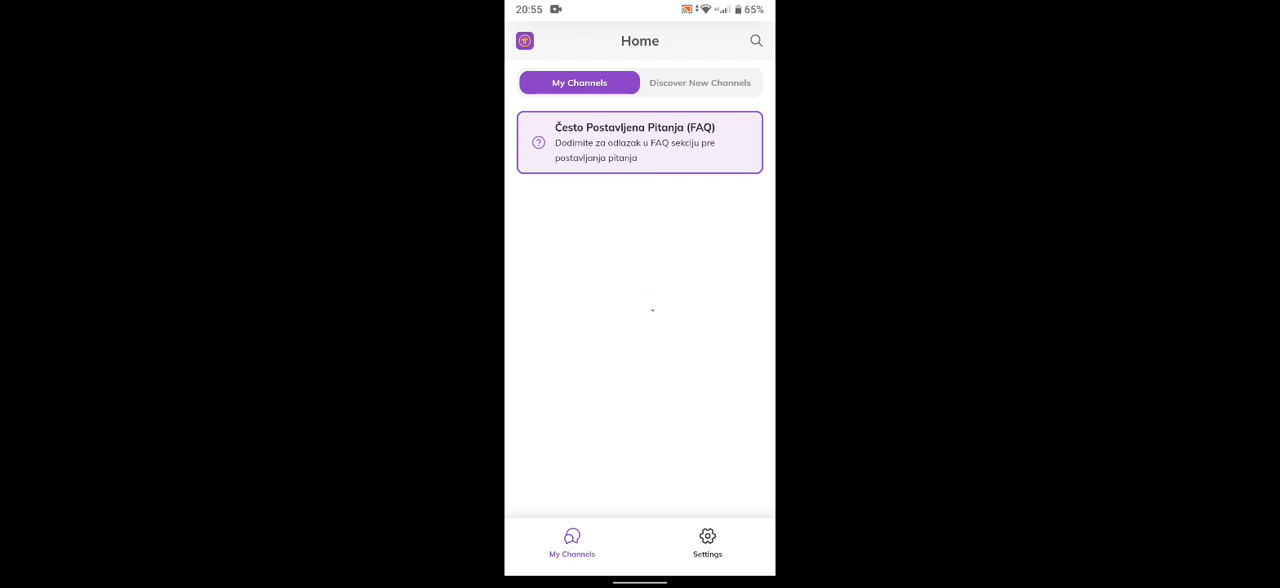 20:55 65%
Home
My Channels Discover New Channels
Često Postavljena Pitanja (FAQ)
Dodirnite za odlazak u FAQ sekciju pre
postavljanja pitanja
My Channels Settings